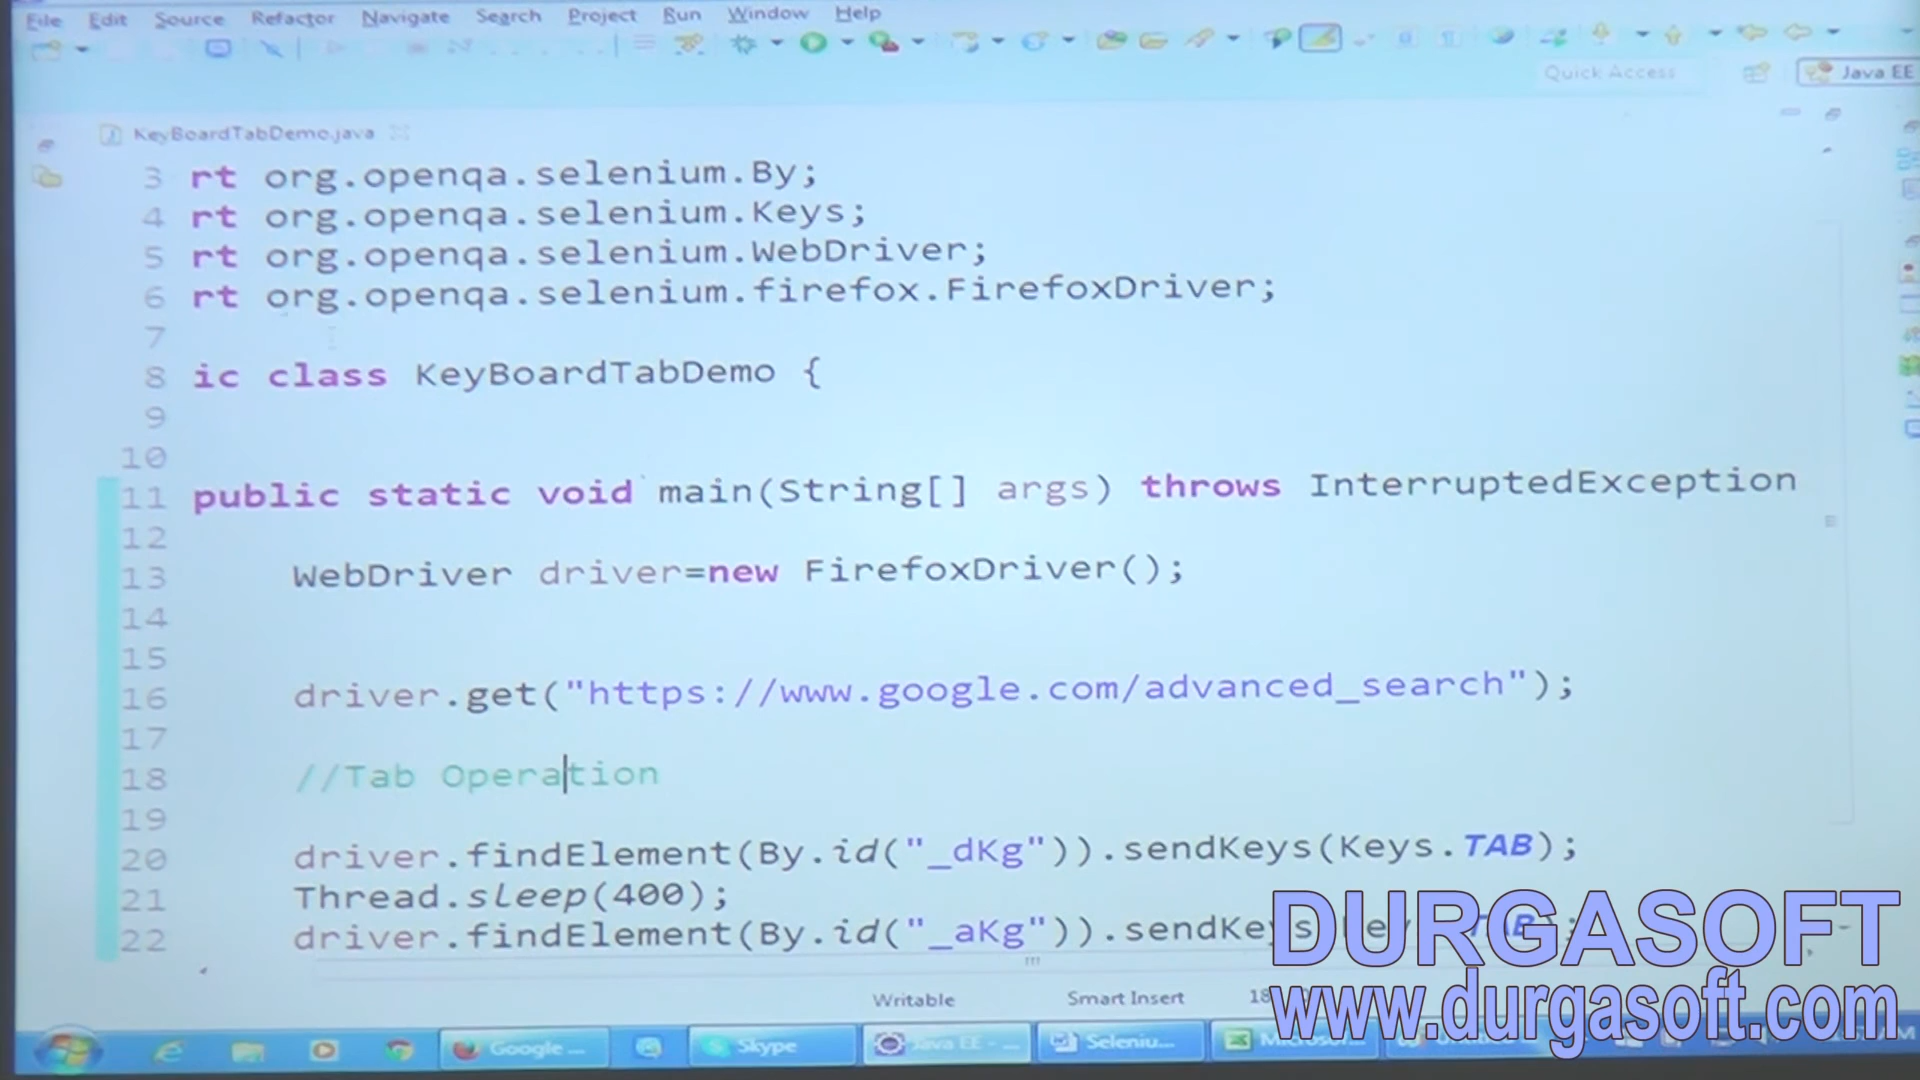 File Edit Source Refactor Navigate Search Project Run Window Help
Quick Access
Java EE
KeyBoardTabDemo.java
3 rt org.openqa.selenium.By;
4 rt org.openqa.selenium.Keys;
5 rt org.openqa.selenium.WebDriver;
6 rt org.openqa.selenium.firefox.FirefoxDriver;
7
8 ic class KeyBoardTabDemo {
9
10
11 public static void main(String[] args) throws InterruptedException
12
13 WebDriver driver=new FirefoxDriver();
14
15
16 driver.get("https://www.google.com/advanced_search");
17
18 //Tab Operation
19
20 driver.findElement(By.id("_dKg")).sendKeys(Keys.TAB);
21 Thread.sleep(400);
22 driver.findElement(By.id("_aKg")).sendKeys
DURGASOFT
www.durgasoft.com
Writable Smart Insert 18
Google ... Skype Java EE - ... Seleniu...